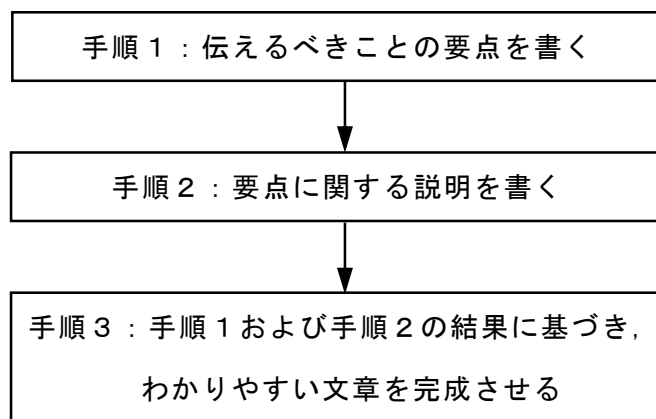 手順１：伝えるべきことの要点を書く
手順２：要点に関する説明を書く
手順３：手順１および手順２の結果に基づき，
わかりやすい文章を完成させる